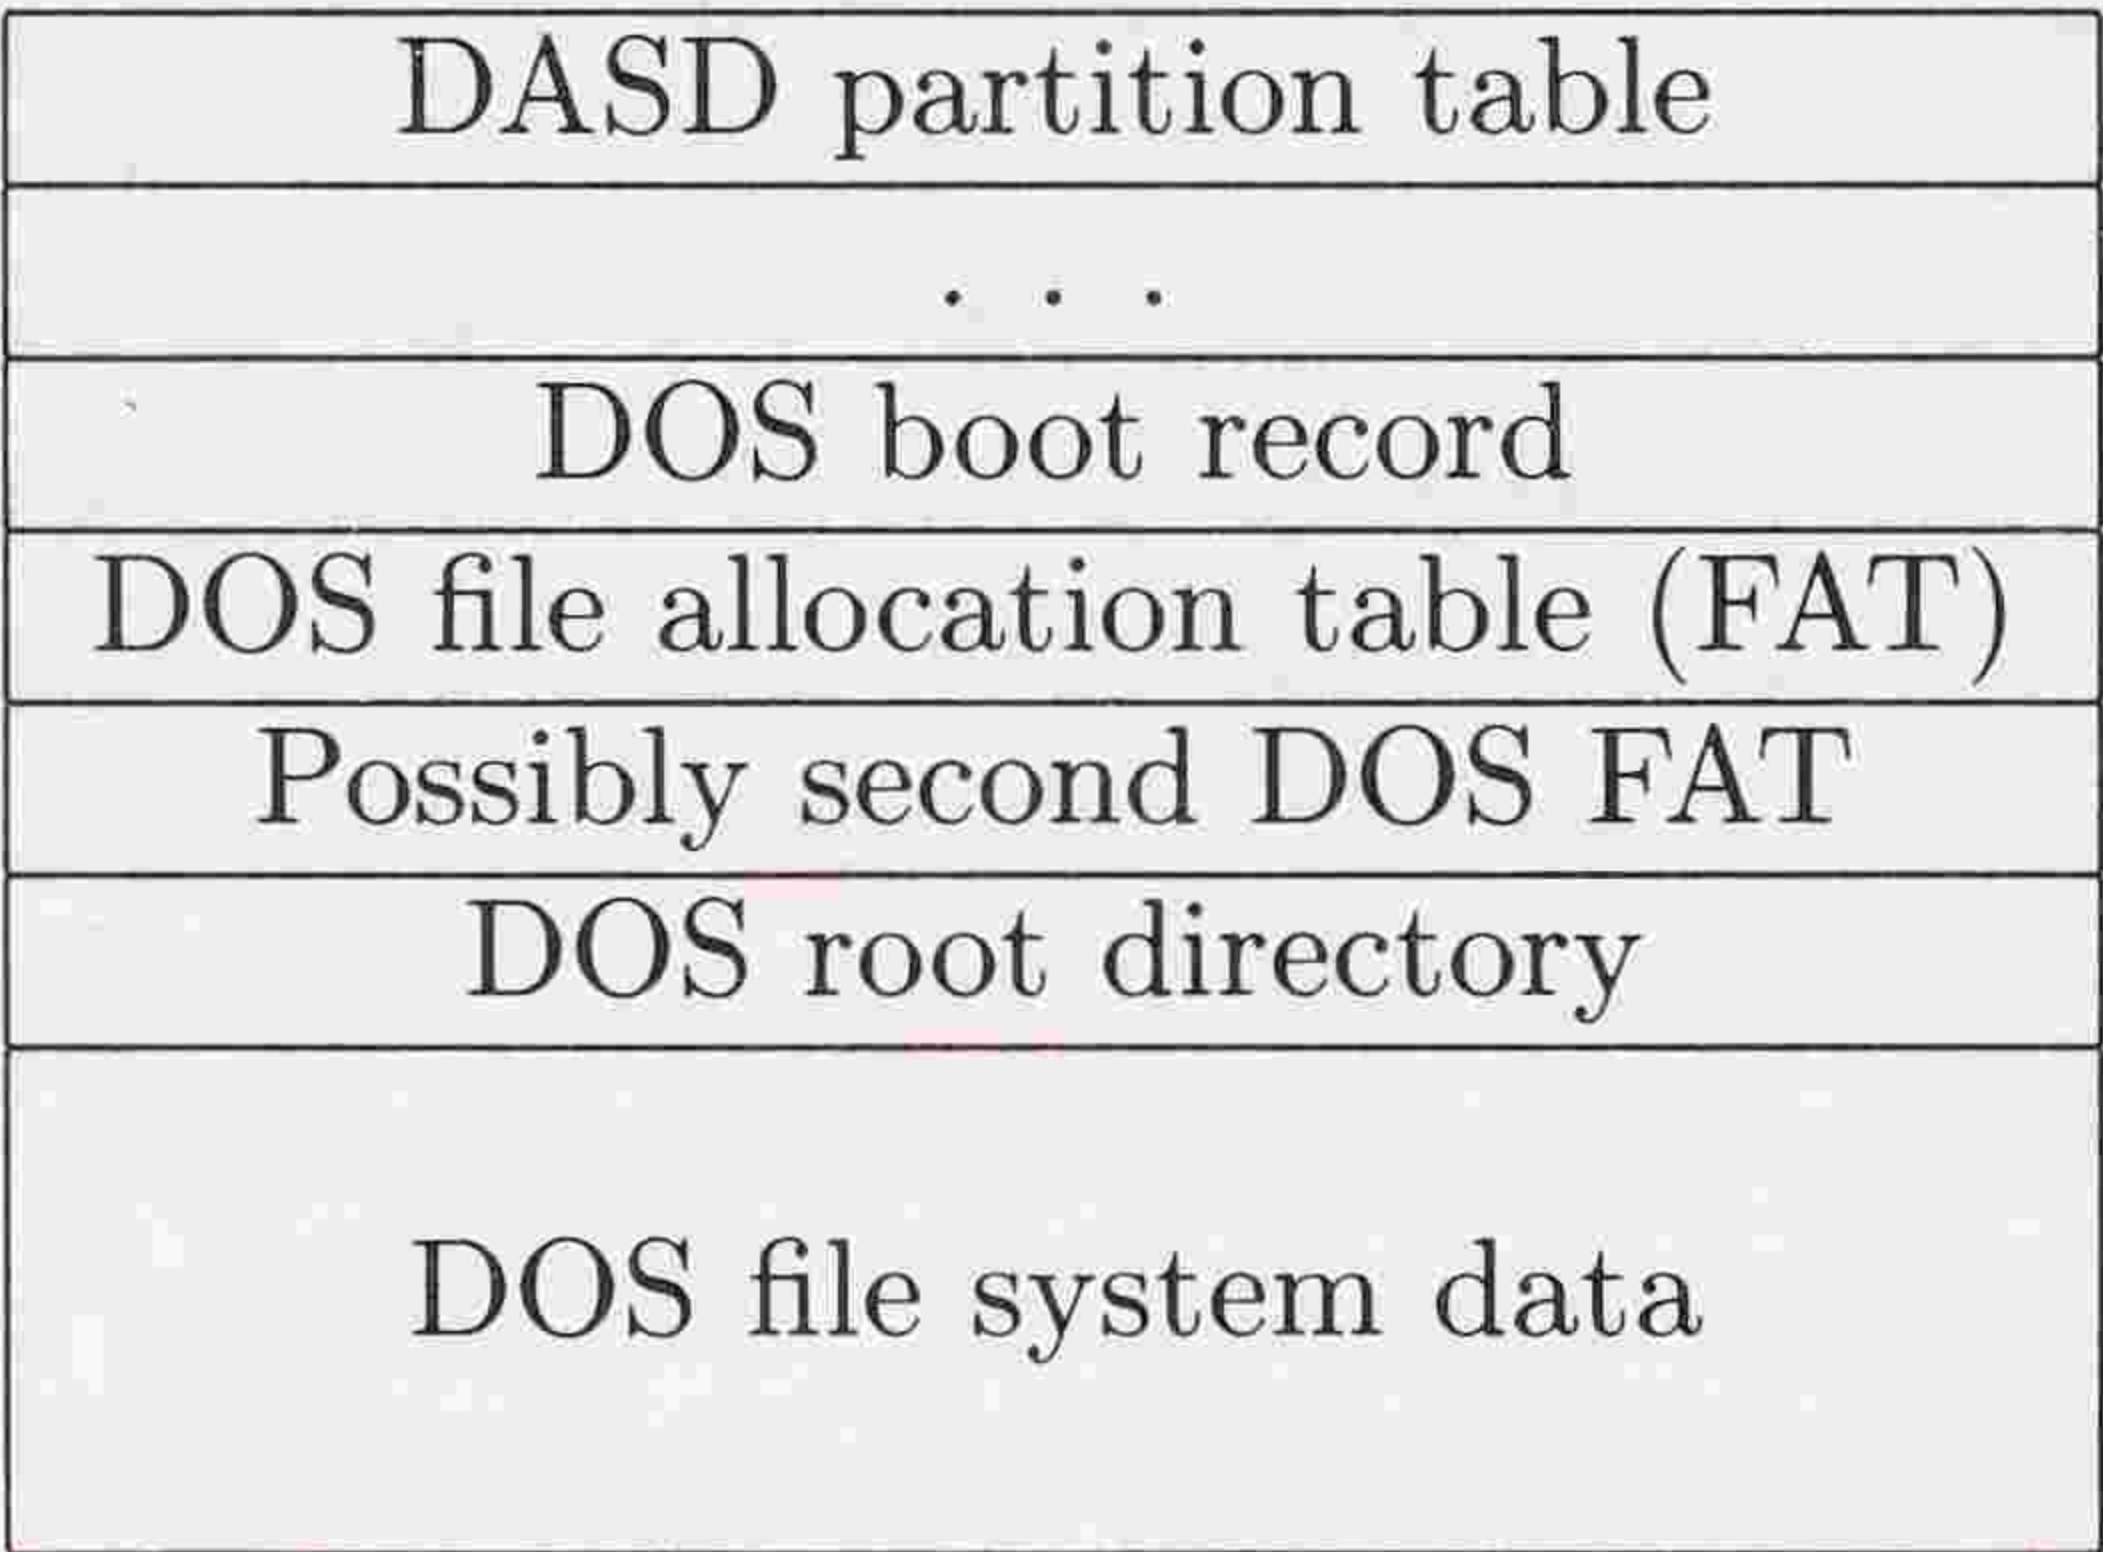 DASD partition table
. . .
DOS boot record
DOS file allocation table (FAT)
Possibly second DOS FAT
DOS root directory
DOS file system data